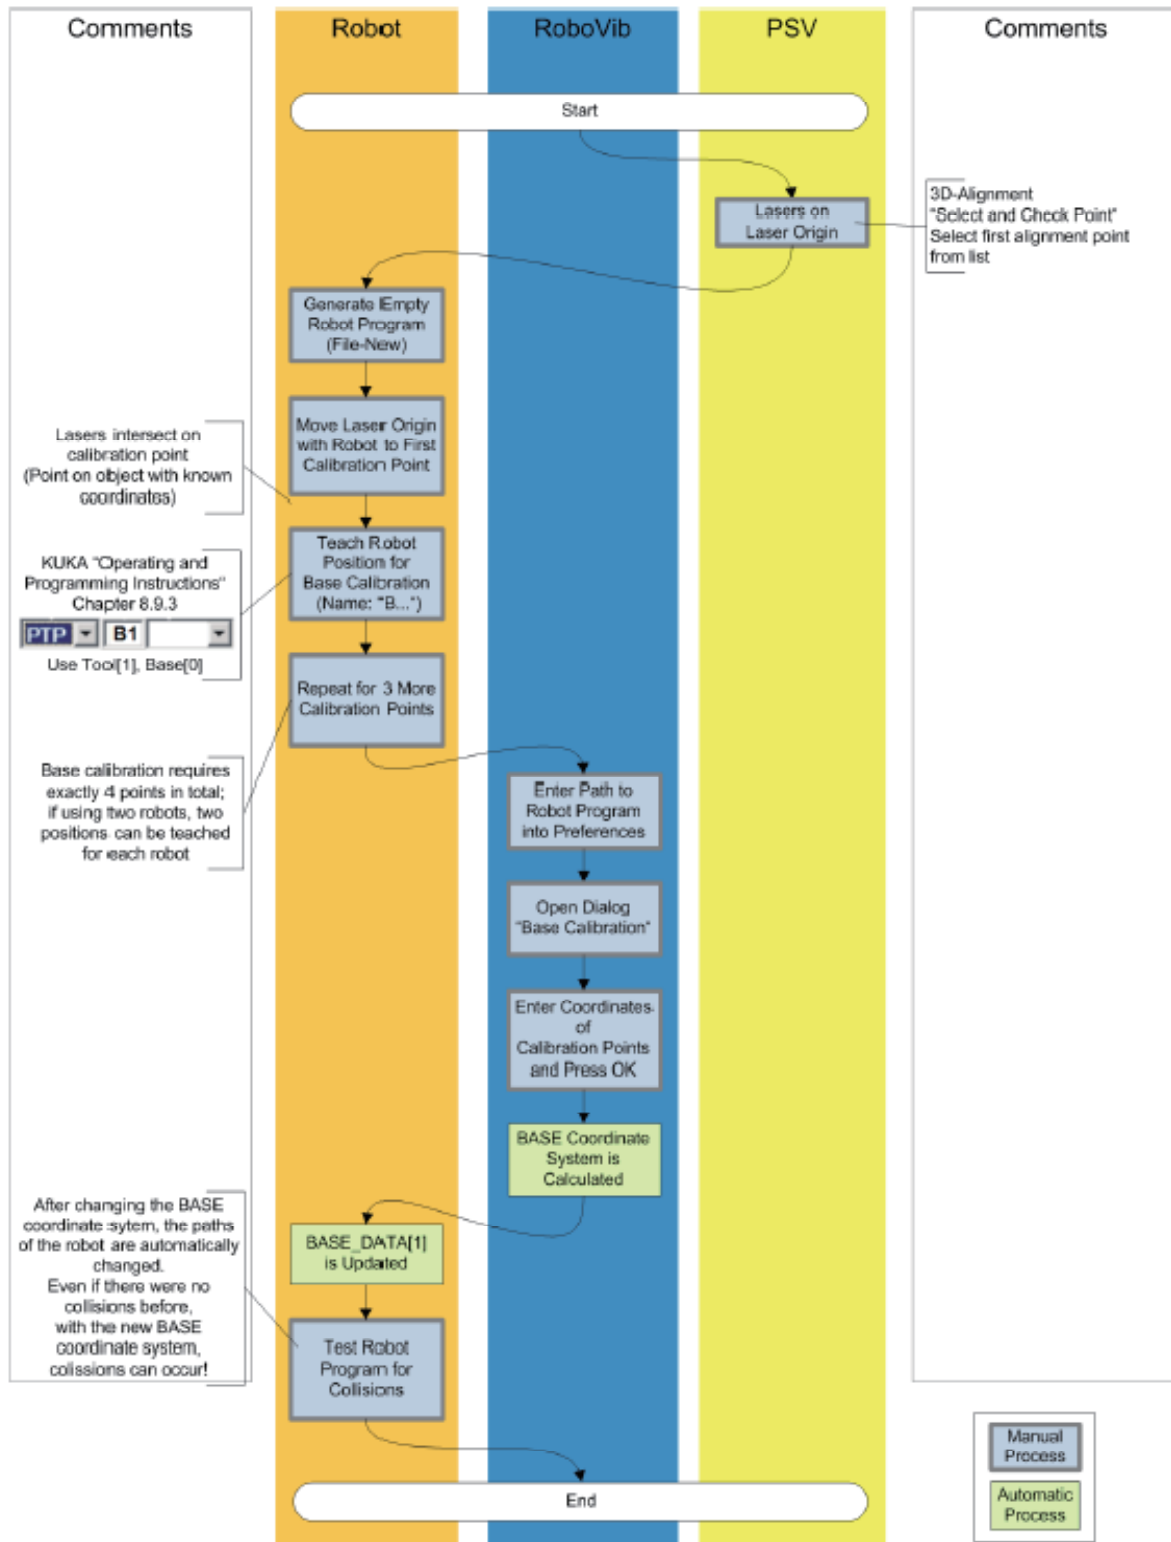 Comments
Robot
RoboVib
PSV
Comments
Start
Lasers on
Laser Origin
3D-Alignment
"Select and Check Point"
Select first alignment point
from list
Generate Empty
Robot Program
(File-New)
Move Laser Origin
with Robot to First
Calibration Point
Lasers intersect on
calibration point
(Point on object with known
coordinates)
Teach Robot
Position for
Base Calibration
(Name: "B...")
KUKA "Operating and
Programming Instructions"
Chapter 8.9.3
PTP B1
Use Tool[1], Base[0]
Repeat for 3 More
Calibration Points
Base calibration requires
exactly 4 points in total;
if using two robots, two
positions can be teached
for each robot
Enter Path to
Robot Program
into Preferences
Open Dialog
"Base Calibration"
Enter Coordinates
of
Calibration Points
and Press OK
BASE Coordinate
System is
Calculated
After changing the BASE
coordinate sytem, the paths
of the robot are automatically
changed.
Even if there were no
collisions before,
with the new BASE
coordinate system,
colissions can occur!
BASE_DATA[1]
is Updated
Test Robot
Program for
Collisions
End
Manual
Process
Automatic
Process